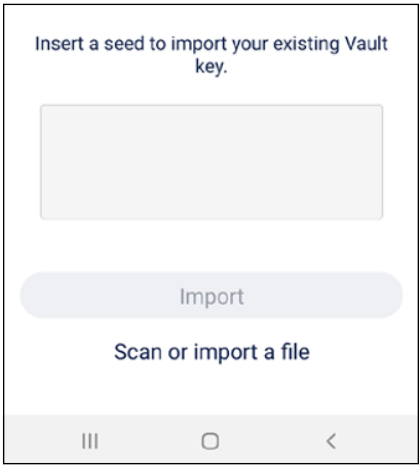 Insert a seed to import your existing Vault
key.
Import
Scan or import a file